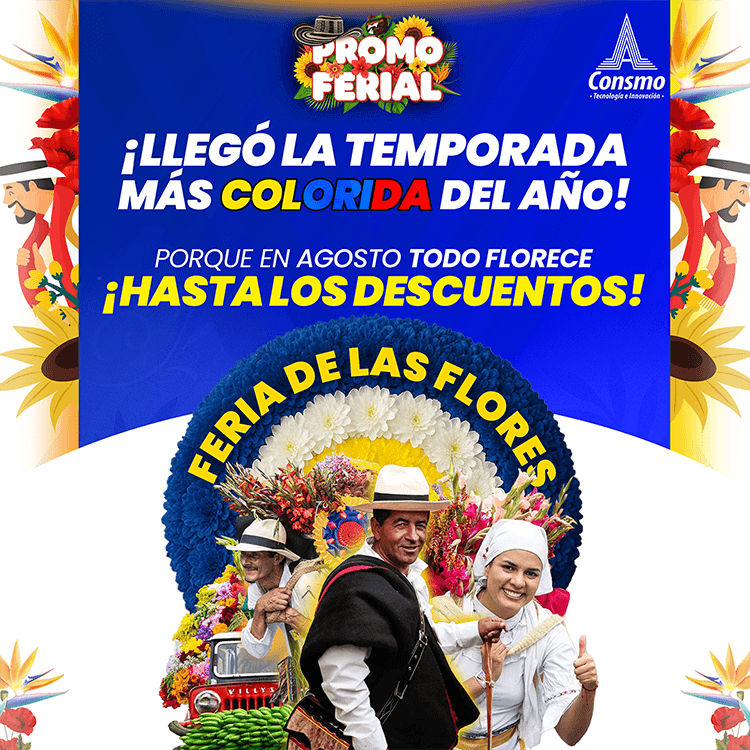 PROMO
FERIAL
Consmo
• Tecnología e Innovación •
¡LLEGÓ LA TEMPORADA
MÁS COLORIDA DEL AÑO!
PORQUE EN AGOSTO TODO FLORECE
¡HASTA LOS DESCUENTOS!
FERIA DE LAS FLORES
VILLYS